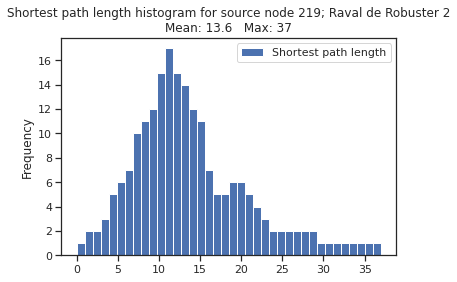 Shortest path length histogram for source node 219; Raval de Robuster 2
Mean: 13.6   Max: 37
Shortest path length
Frequency
16
14
12
10
8
6
4
2
0
0 5 10 15 20 25 30 35